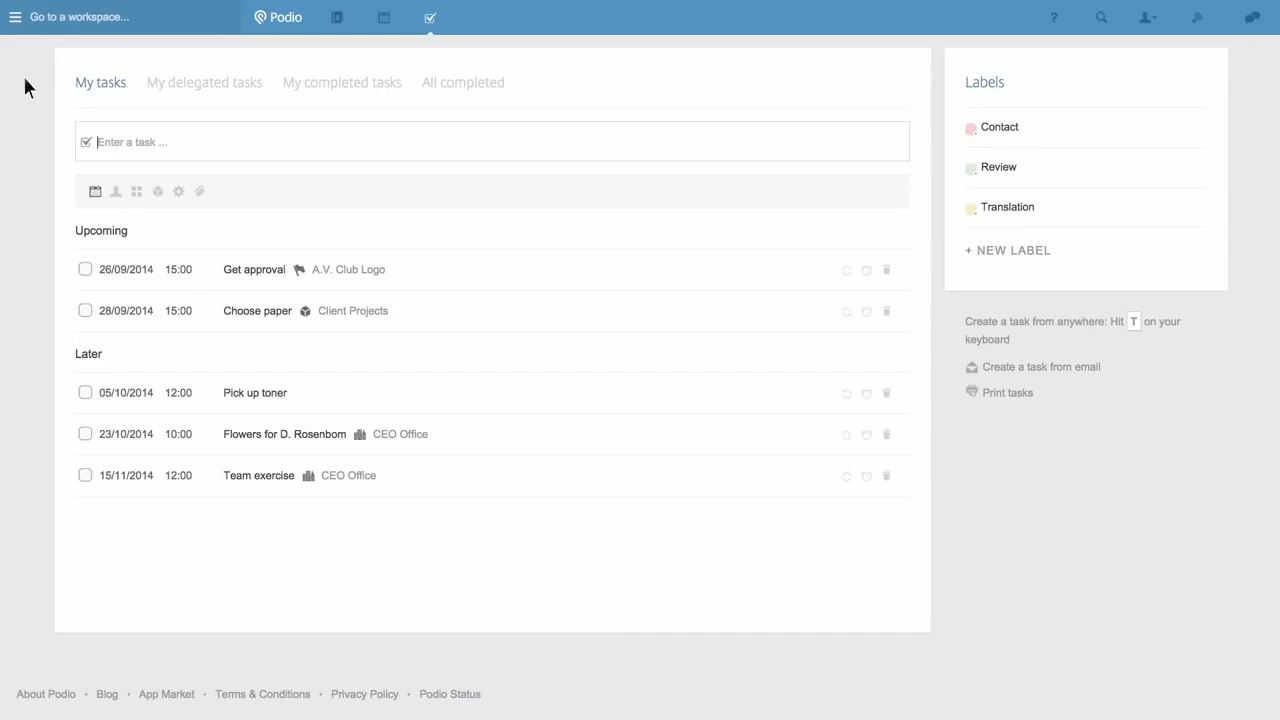 Go to a workspace...
Podio
?
My tasks My delegated tasks My completed tasks All completed
Enter a task ...
Upcoming
26/09/2014 15:00 Get approval A.V. Club Logo
28/09/2014 15:00 Choose paper Client Projects
Later
05/10/2014 12:00 Pick up toner
23/10/2014 10:00 Flowers for D. Rosenbom CEO Office
15/11/2014 12:00 Team exercise CEO Office
Labels
Contact
Review
Translation
+ NEW LABEL
Create a task from anywhere: Hit T on your
keyboard
Create a task from email
Print tasks
About Podio • Blog • App Market • Terms & Conditions • Privacy Policy • Podio Status